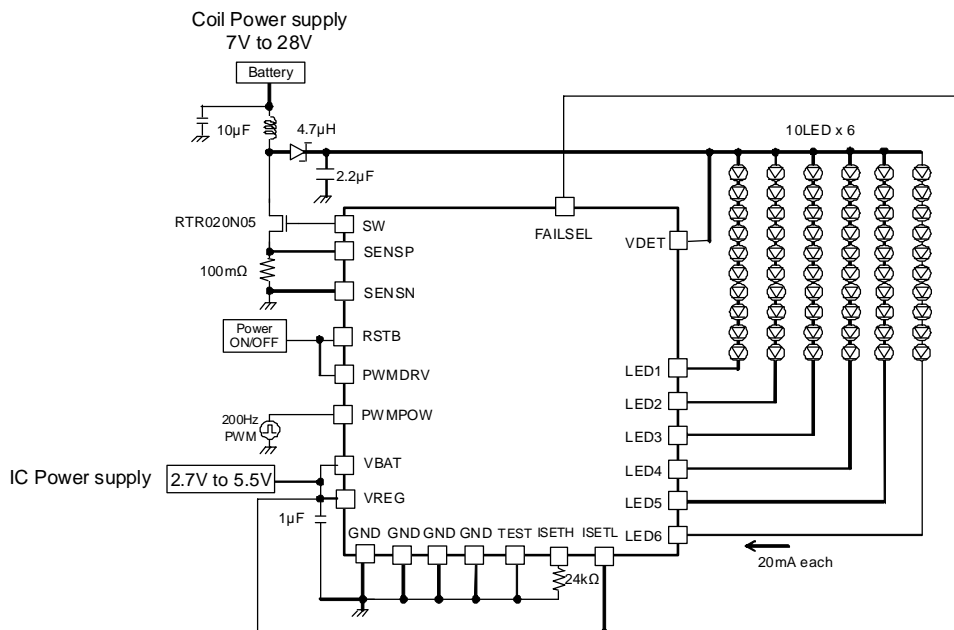 Coil Power supply
7V to 28V
Battery
10µF
4.7µH
10LED x 6
2.2µF
RTR020N05
SW
FAILSEL
VDET
SENSP
100mΩ
SENSN
Power
ON/OFF
RSTB
PWMDRV
LED1
LED2
LED3
LED4
LED5
LED6
200Hz
PWM
PWMPOW
VBAT
IC Power supply
2.7V to 5.5V
VREG
1µF
GND
GND
GND
GND
TEST
ISETH
ISETL
24kΩ
20mA each